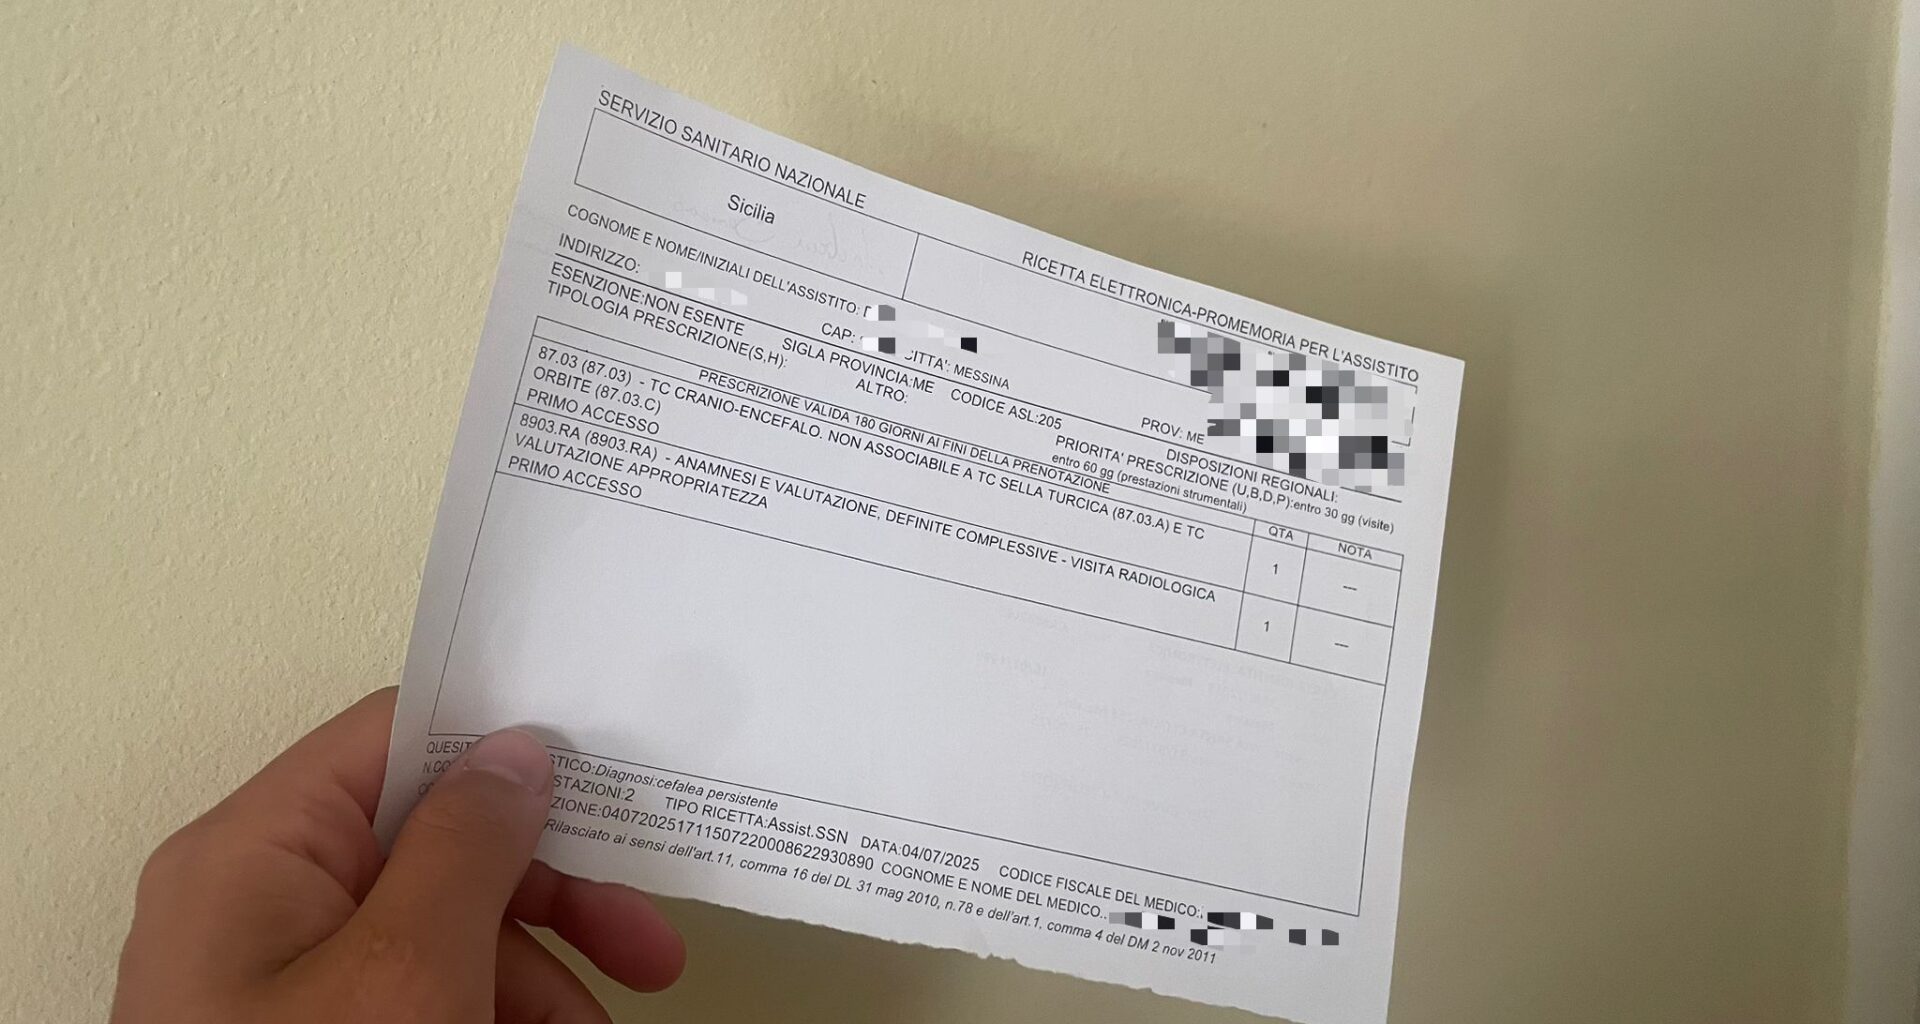 SERVIZIO SANITARIO NAZIONALE
RICETTA ELETTRONICA-PROMEMORIA PER L'ASSISTITO
Sicilia
COGNOME E NOME/INIZIALI DELL'ASSISTITO:
INDIRIZZO: CAP: CITTA': MESSINA PROV: ME
ESENZIONE:NON ESENTE SIGLA PROVINCIA:ME CODICE ASL:205 DISPOSIZIONI REGIONALI:
TIPOLOGIA PRESCRIZIONE(S,H): ALTRO: PRIORITA' PRESCRIZIONE (U,B,D,P):entro 30 gg (visite)
entro 60 gg (prestazioni strumentali)
PRESCRIZIONE VALIDA 180 GIORNI AI FINI DELLA PRENOTAZIONE QTA NOTA
87.03 (87.03) - TC CRANIO-ENCEFALO. NON ASSOCIABILE A TC SELLA TURCICA (87.03.A) E TC 1 ---
ORBITE (87.03.C)
PRIMO ACCESSO
8903.RA (8903.RA) - ANAMNESI E VALUTAZIONE, DEFINITE COMPLESSIVE - VISITA RADIOLOGICA 1 ---
VALUTAZIONE APPROPRIATEZZA
PRIMO ACCESSO
QUESIT STICO:Diagnosi:cefalea persistente
N.CO STAZIONI:2 TIPO RICETTA:Assist.SSN DATA:04/07/2025 CODICE FISCALE DEL MEDICO:
ZIONE:040720251711507220008622930890 COGNOME E NOME DEL MEDICO..
Rilasciato ai sensi dell'art.11, comma 16 del DL 31 mag 2010, n.78 e dell'art.1, comma 4 del DM 2 nov 2011